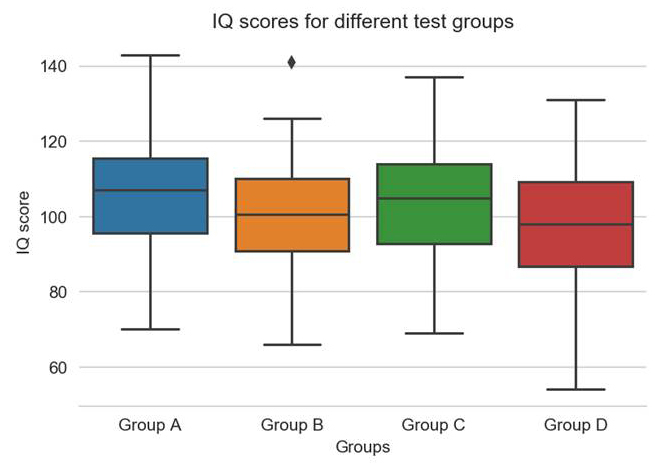 IQ scores for different test groups
140
120
100
80
60
IQ score
Group A
Group B
Group C
Group D
Groups